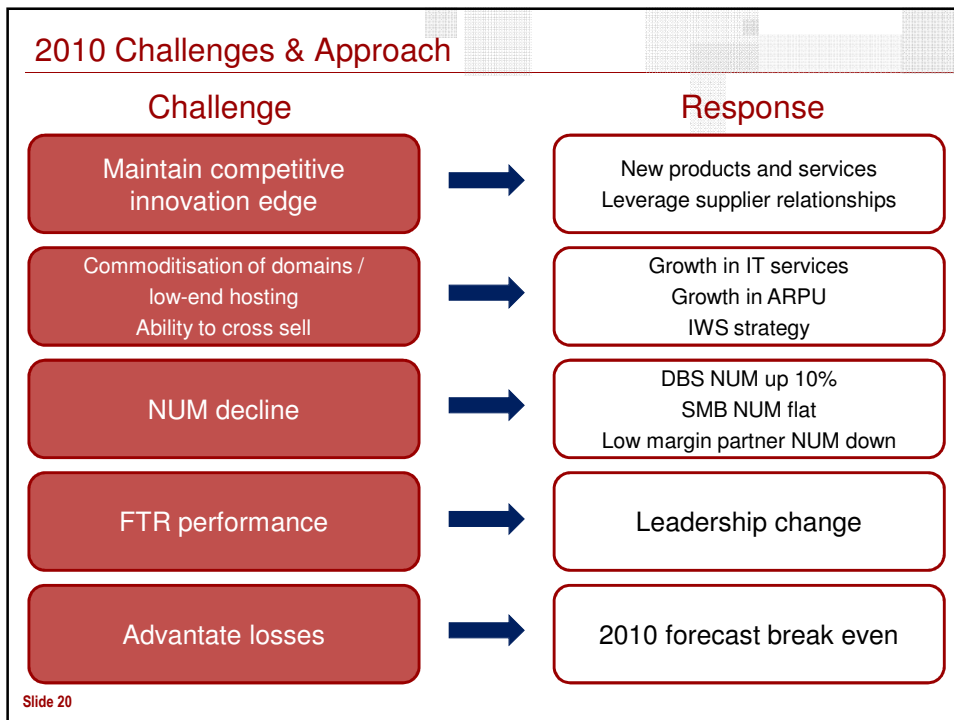 2010 Challenges & Approach
Challenge
Response
Maintain competitive
innovation edge
New products and services
Leverage supplier relationships
Commoditisation of domains /
low-end hosting
Ability to cross sell
Growth in IT services
Growth in ARPU
IWS strategy
NUM decline
DBS NUM up 10%
SMB NUM flat
Low margin partner NUM down
FTR performance
Leadership change
Advantate losses
2010 forecast break even
Slide 20